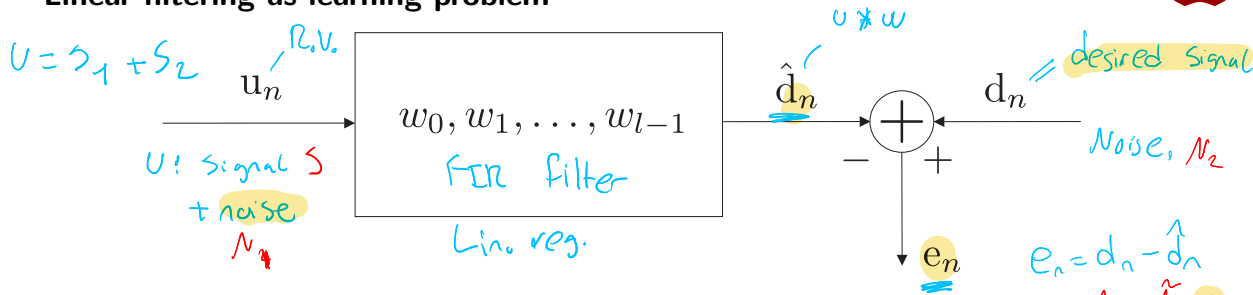 Linear filtering as learning problem
U = S₁ + S₂
R.V.
uₙ
U: Signal S
+ noise
N₁
w₀, w₁, …, wₗ₋₁
FIR filter
Lin. reg.
u * w
d̂ₙ
+
−
+
dₙ
desired signal
Noise, N₂
eₙ
eₙ = dₙ − d̂ₙ